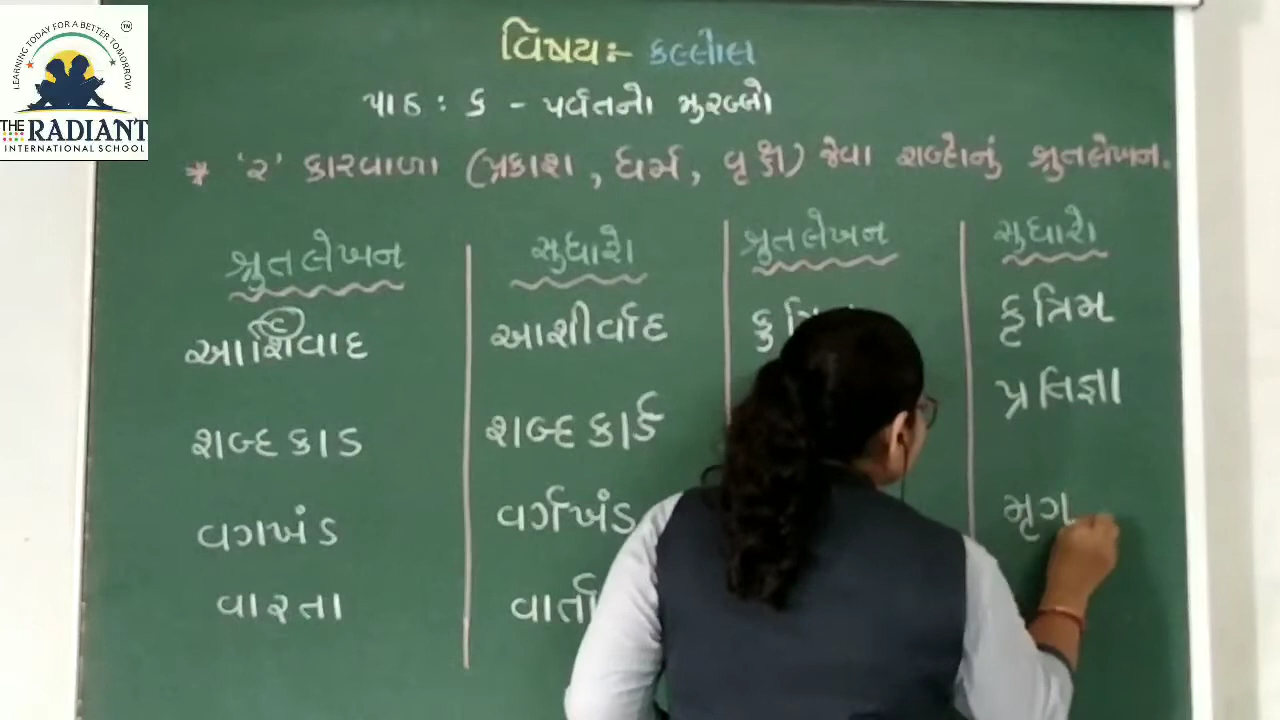 LEARNING TODAY FOR A BETTER TOMORROW
TM
THE RADIANT
INTERNATIONAL SCHOOL
વિષય:- કલ્લોલ
પાઠ : ૬ - પર્વતનો મુરબ્બો
* 'ર' કારવાળા (પ્રકાશ, ધર્મ, વૃક્ષ) જેવા શબ્દોનું શ્રુતલેખન.
શ્રુતલેખન સુધારો શ્રુતલેખન સુધારો
આશિવાદ આશીર્વાદ કૃત્રિમ
શબ્દકાડ શબ્દકાર્ડ પ્રતિજ્ઞા
વગખંડ વર્ગખંડ મૃગ
વારતા વાર્તા